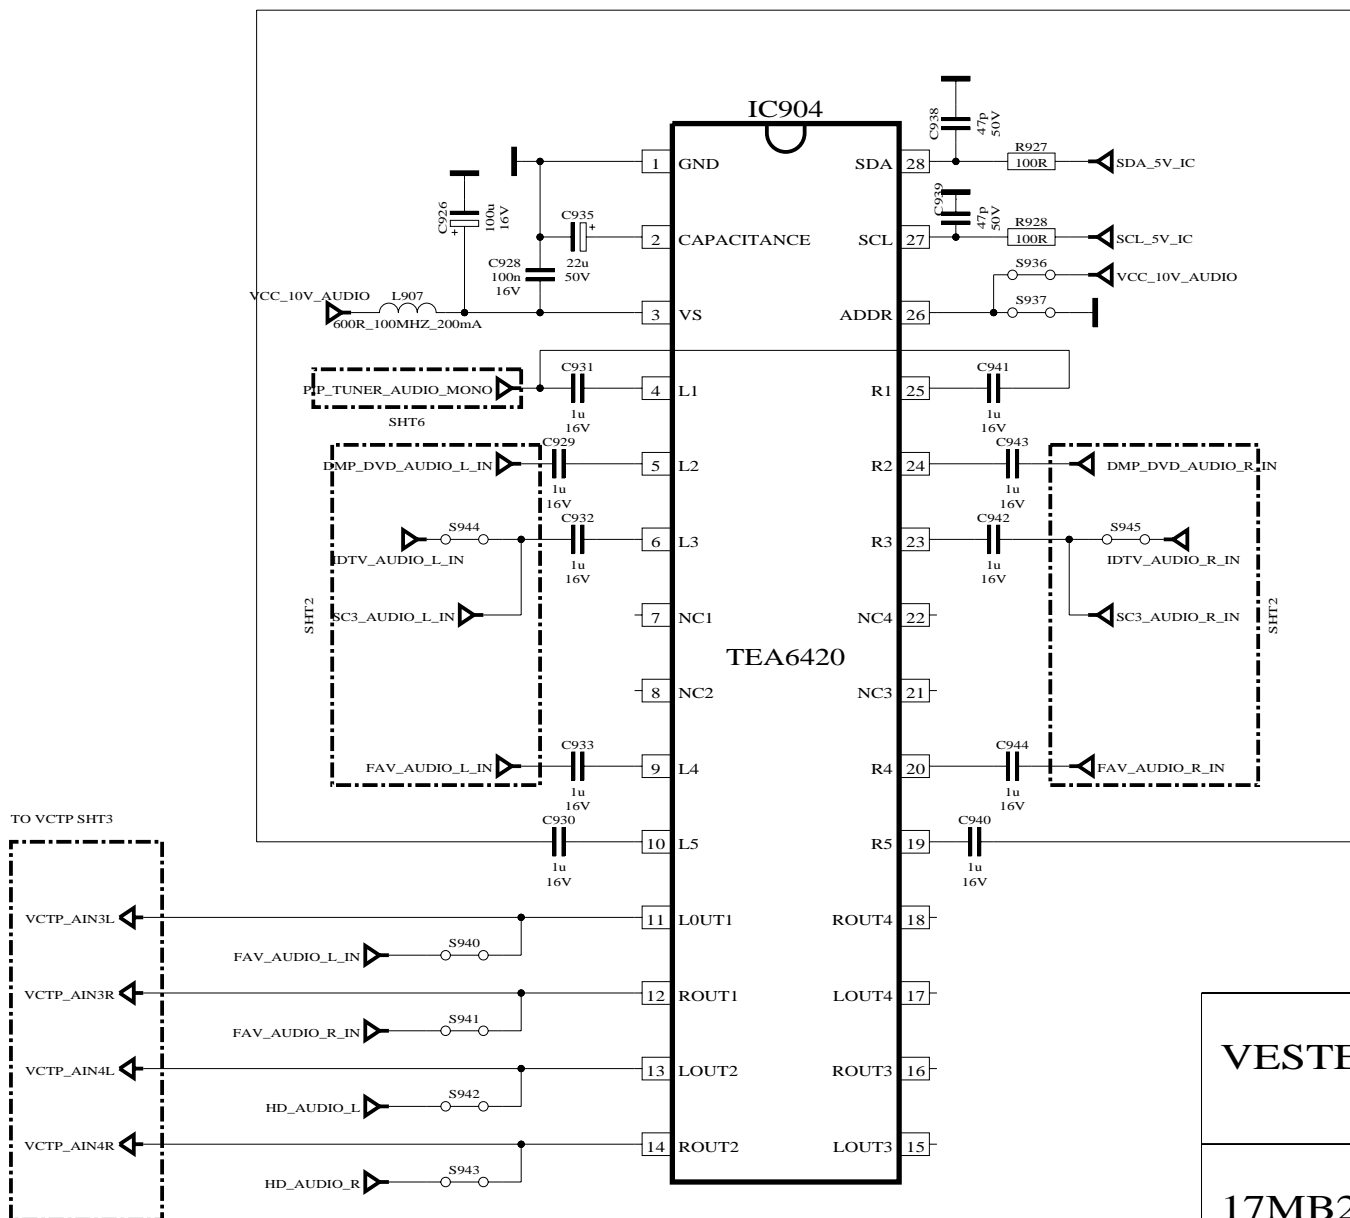 IC904
TEA6420
1 GND
2 CAPACITANCE
3 VS
4 L1
5 L2
6 L3
7 NC1
8 NC2
9 L4
10 L5
11 L0UT1
12 ROUT1
13 LOUT2
14 ROUT2
SDA 28
SCL 27
ADDR 26
R1 25
R2 24
R3 23
NC4 22
NC3 21
R4 20
R5 19
ROUT4 18
LOUT4 17
ROUT3 16
LOUT3 15
C926
100u
16V
+
C935
+
22u
50V
C928
100n
16V
VCC_10V_AUDIO
L907
600R_100MHZ_200mA
PIP_TUNER_AUDIO_MONO
SHT6
C931
1u
16V
DMP_DVD_AUDIO_L_IN
C929
1u
16V
S944
IDTV_AUDIO_L_IN
C932
1u
16V
SC3_AUDIO_L_IN
SHT2
FAV_AUDIO_L_IN
C933
1u
16V
C930
1u
16V
TO VCTP SHT3
VCTP_AIN3L
FAV_AUDIO_L_IN
S940
VCTP_AIN3R
FAV_AUDIO_R_IN
S941
VCTP_AIN4L
HD_AUDIO_L
S942
VCTP_AIN4R
HD_AUDIO_R
S943
C938
47p
50V
R927
100R
SDA_5V_IC
C939
47p
50V
R928
100R
SCL_5V_IC
S936
VCC_10V_AUDIO
S937
C941
1u
16V
C943
1u
16V
DMP_DVD_AUDIO_R_IN
C942
1u
16V
S945
IDTV_AUDIO_R_IN
SC3_AUDIO_R_IN
SHT2
C944
1u
16V
FAV_AUDIO_R_IN
C940
1u
16V
VESTE
17MB2